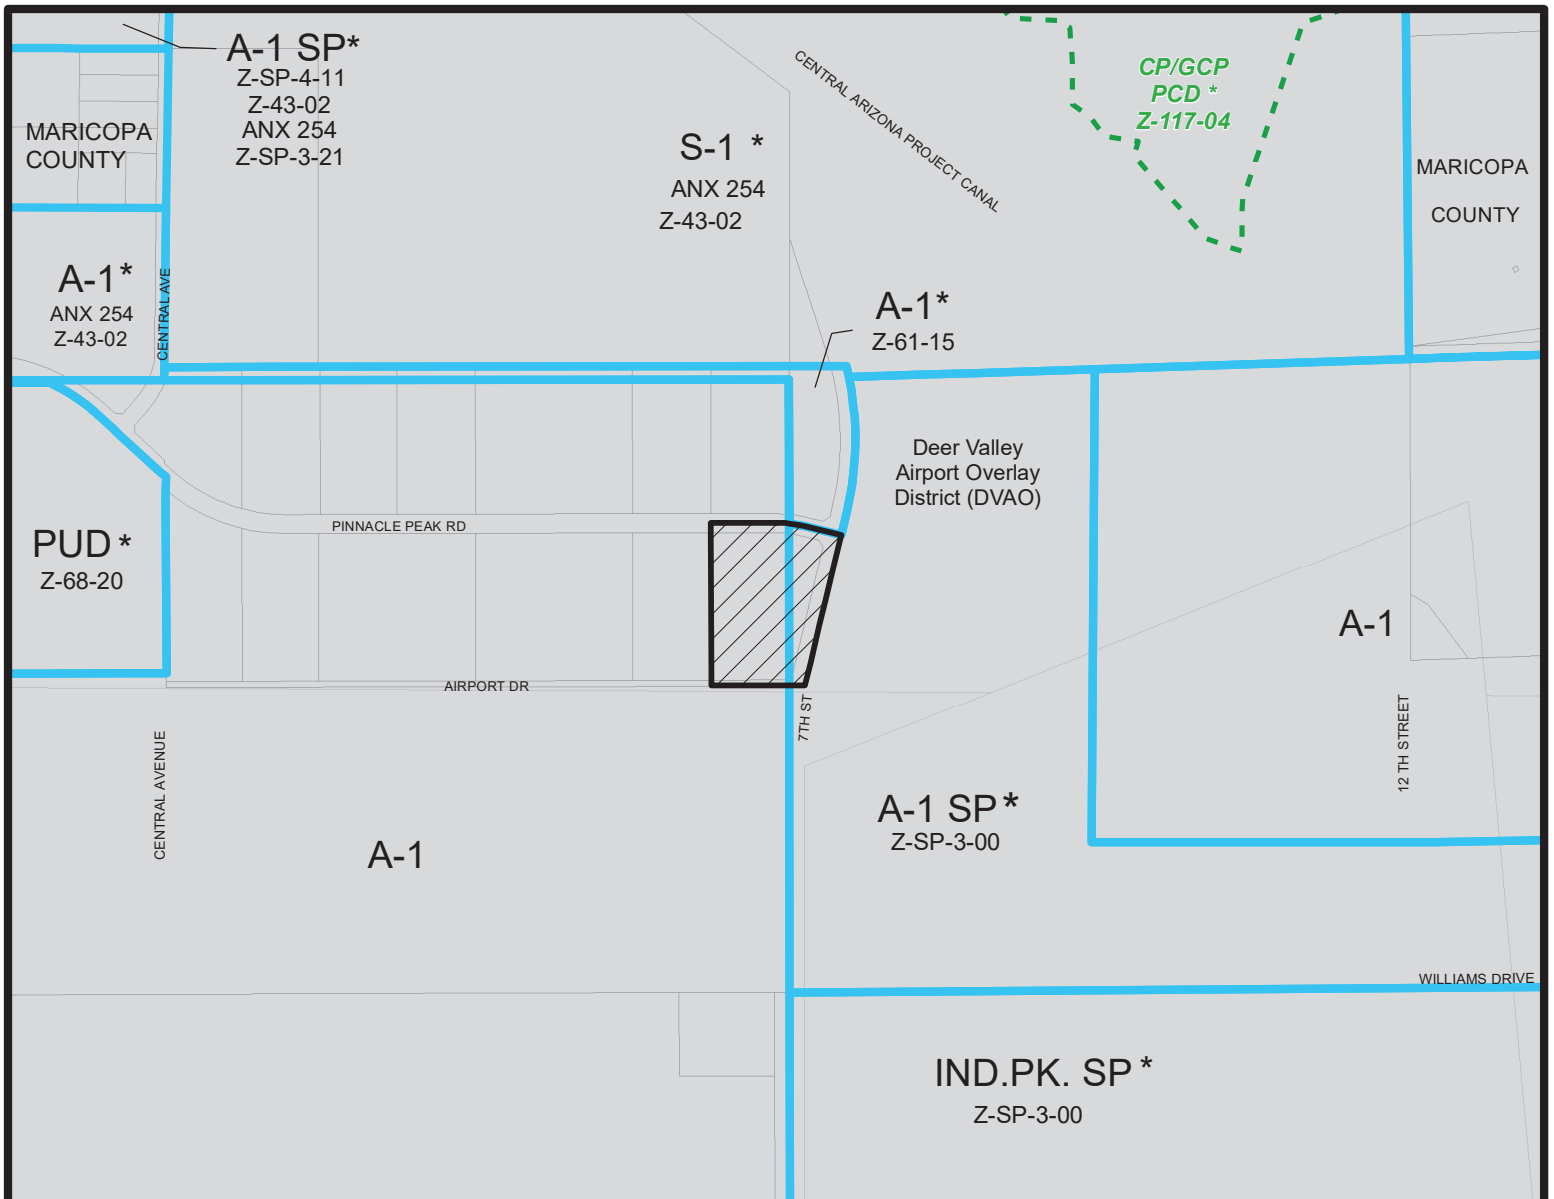 A-1 SP*
Z-SP-4-11
Z-43-02
ANX 254
Z-SP-3-21
MARICOPA
COUNTY
S-1 *
ANX 254
Z-43-02
CENTRAL ARIZONA PROJECT CANAL
CP/GCP
PCD *
Z-117-04
MARICOPA
COUNTY
A-1*
ANX 254
Z-43-02
CENTRAL AVE
A-1*
Z-61-15
Deer Valley
Airport Overlay
District (DVAO)
PINNACLE PEAK RD
PUD *
Z-68-20
A-1
AIRPORT DR
7TH ST
12 TH STREET
CENTRAL AVENUE
A-1 SP *
Z-SP-3-00
A-1
WILLIAMS DRIVE
IND.PK. SP *
Z-SP-3-00